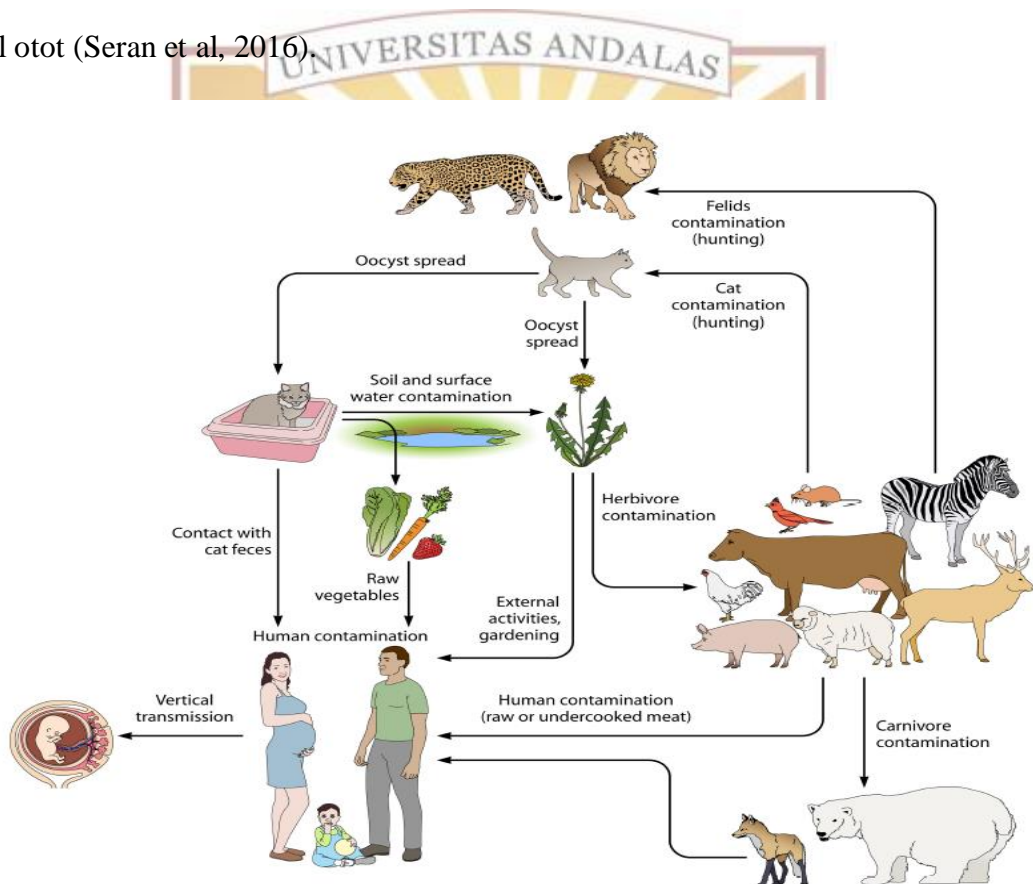 l otot (Seran et al, 2016).
UNIVERSITAS ANDALAS
Felids
contamination
(hunting)
Oocyst spread
Cat
contamination
(hunting)
Oocyst
spread
Soil and surface
water contamination
Herbivore
contamination
Contact with
cat feces
Raw
vegetables
External
activities,
gardening
Human contamination
Vertical
transmission
Human contamination
(raw or undercooked meat)
Carnivore
contamination